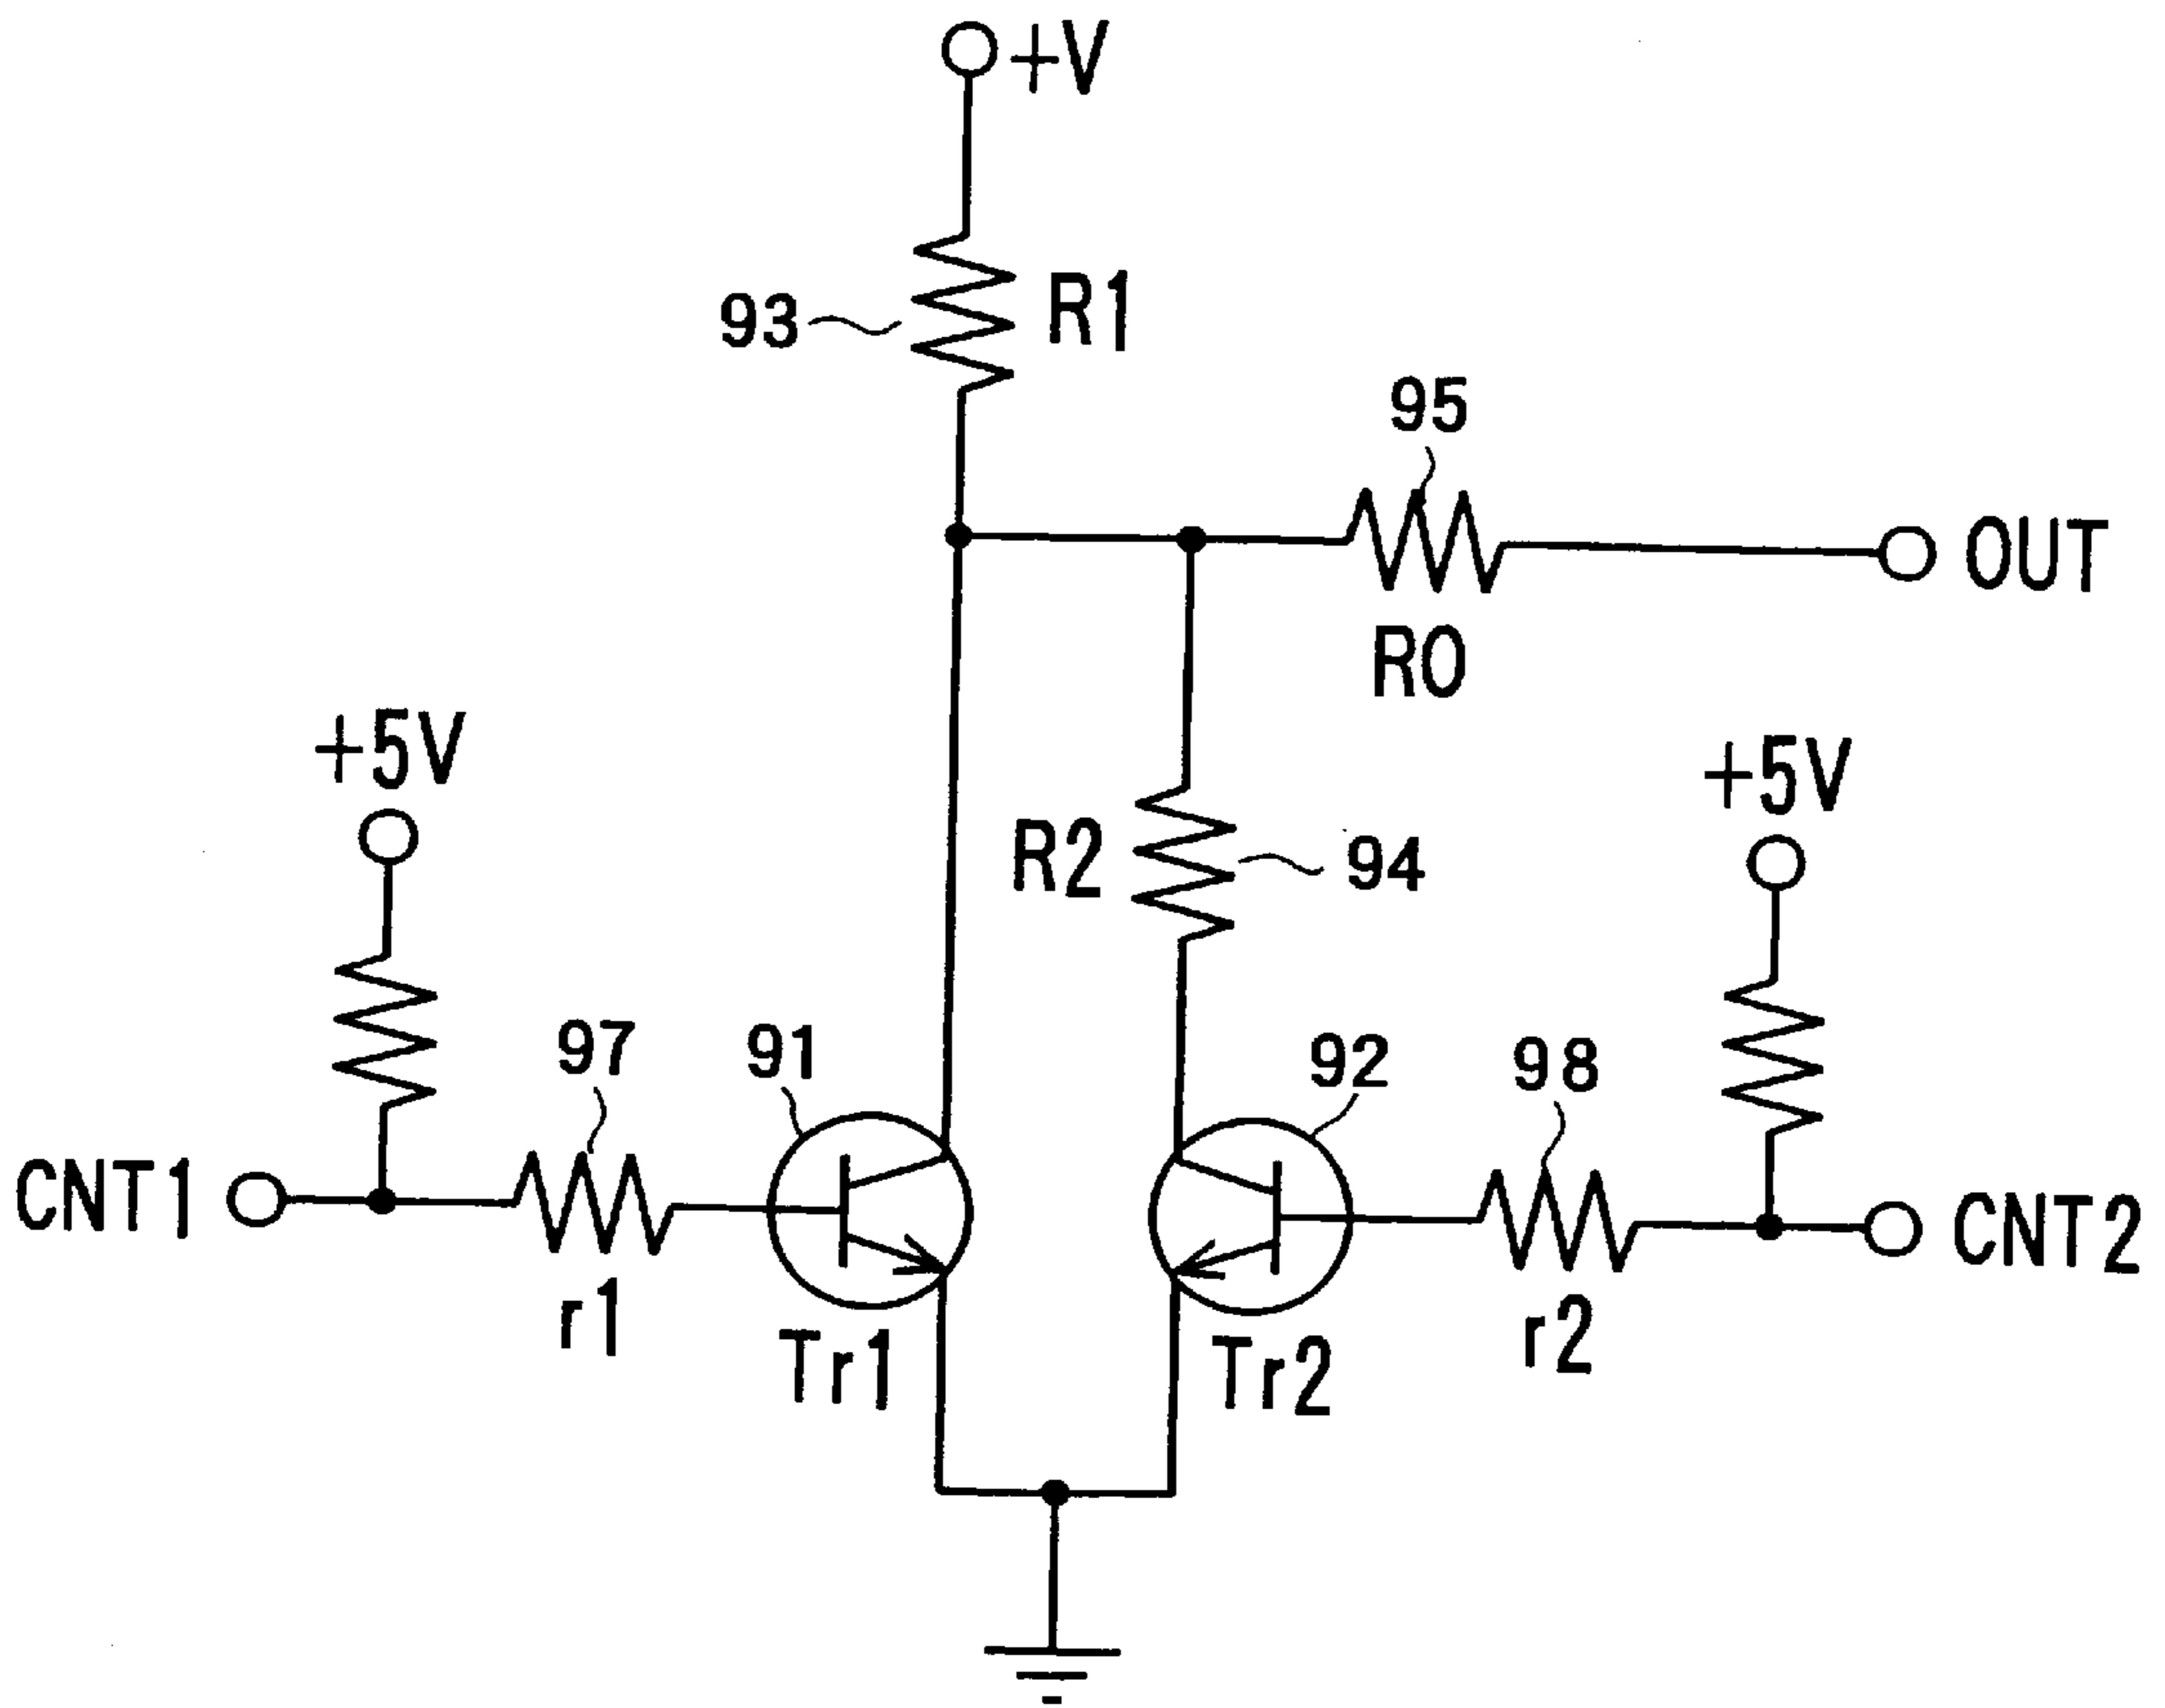 +V
93
R1
95
OUT
R0
+5V
+5V
R2
94
97
91
92
98
CNT1
CNT2
r1
r2
Tr1
Tr2